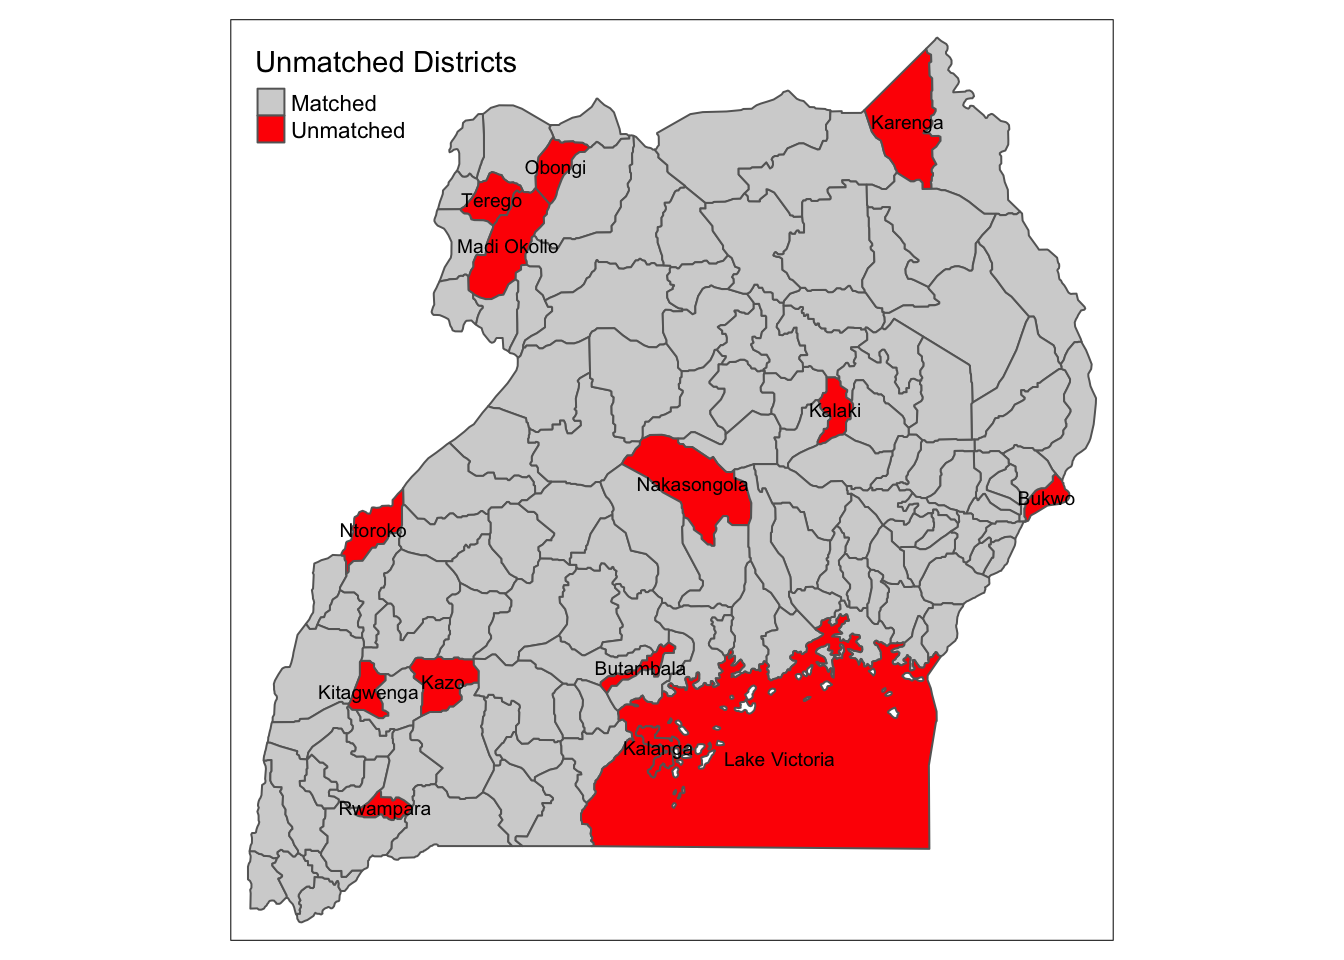 Unmatched Districts
Matched
Unmatched
Karenga
Obongi
Terego
Madi Okollo
Kalaki
Nakasongola
Bukwo
Ntoroko
Butambala
Kitagwenga
Kazo
Kalanga
Lake Victoria
Rwampara